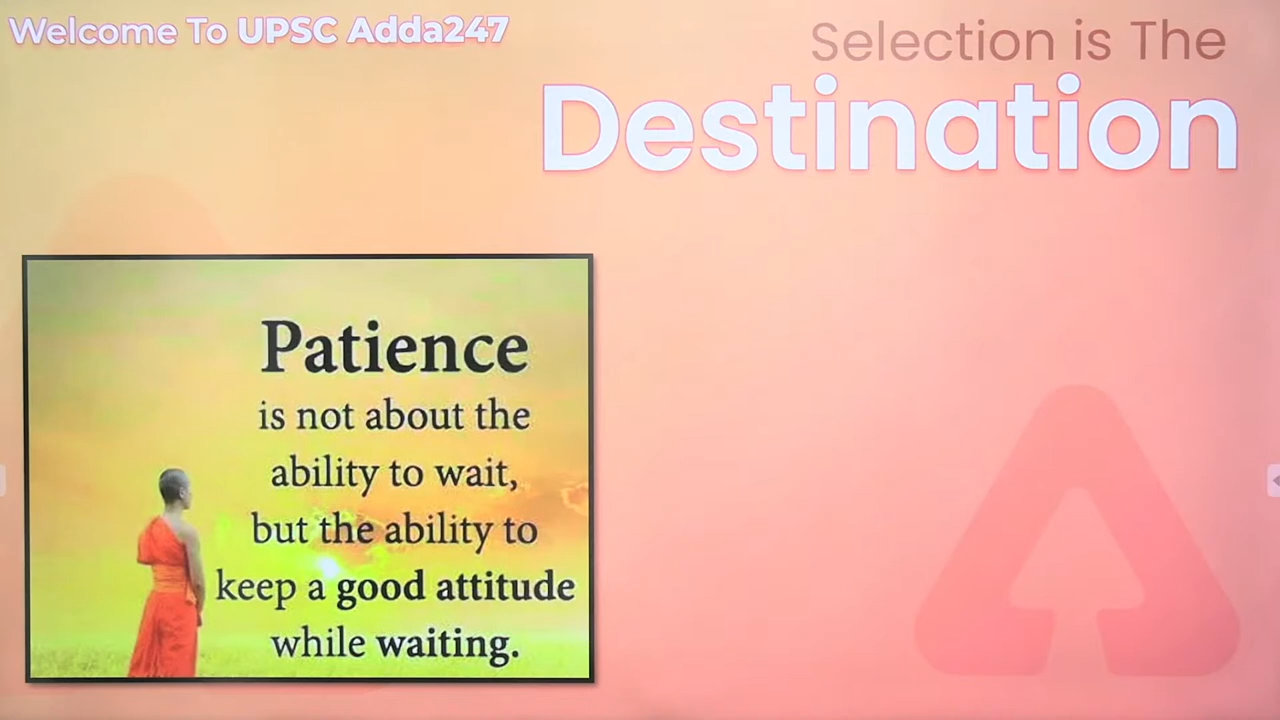 Welcome To UPSC Adda247
Selection is The
Destination
Patience
is not about the
ability to wait,
but the ability to
keep a good attitude
while waiting.